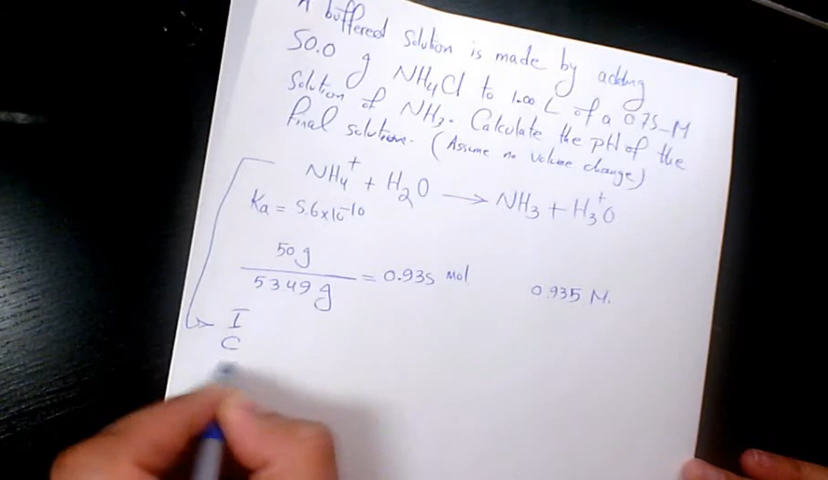 A buffered solution is made by adding
50.0 g NH4Cl to 1.00 L of a 0.75-M
solution of NH3. Calculate the pH of the
final solution. (Assume no volume change)
NH4+ + H2O → NH3 + H3O+
Ka = 5.6x10-10
50 g
5349 g = 0.935 mol
0.935 M.
I
C